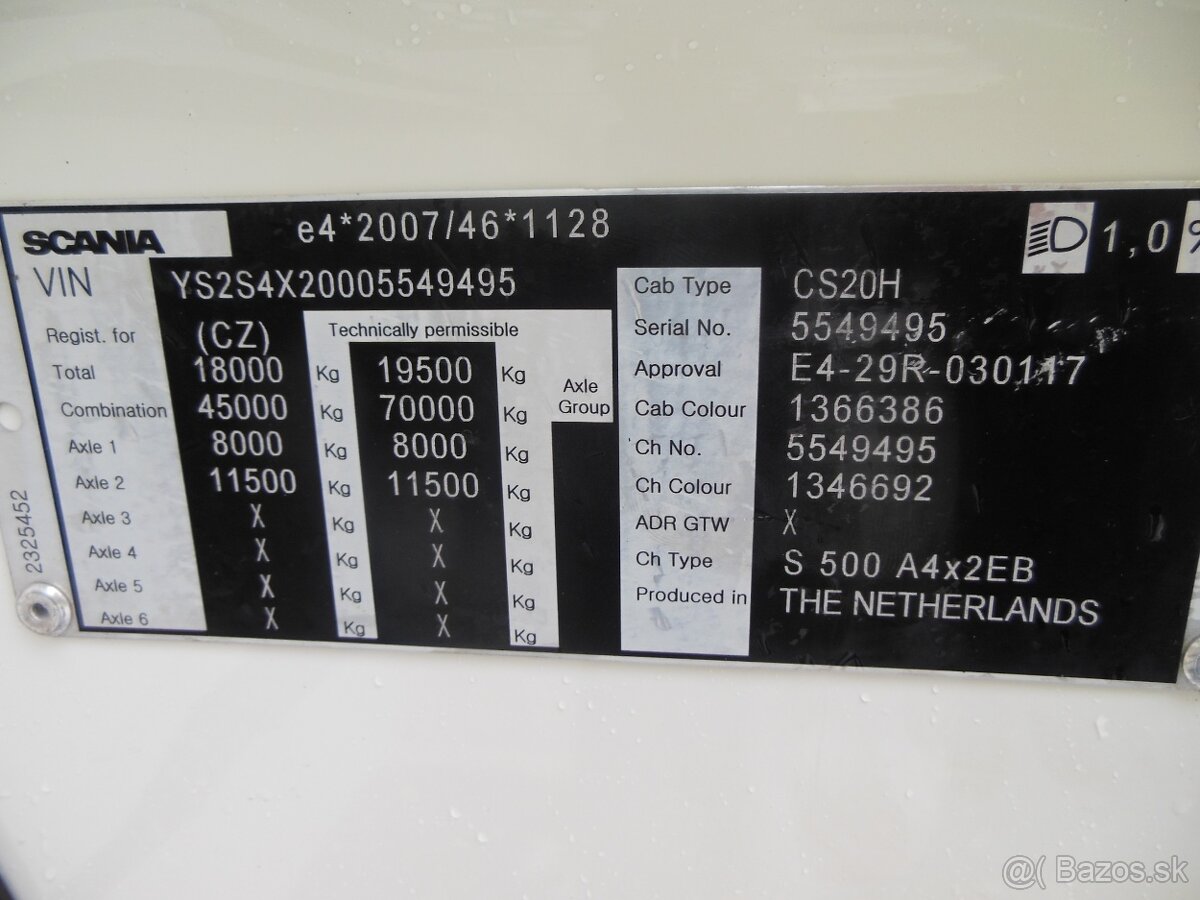 SCANIA e4*2007/46*1128 1,0%
VIN YS2S4X20005549495
Regist. for (CZ) Technically permissible
Total 18000 Kg 19500 Kg
Combination 45000 Kg 70000 Kg Axle Group
Axle 1 8000 Kg 8000 Kg
Axle 2 11500 Kg 11500 Kg
Axle 3 X Kg X Kg
Axle 4 X Kg X Kg
Axle 5 X Kg X Kg
Axle 6 X Kg X Kg
Cab Type CS20H
Serial No. 5549495
Approval E4-29R-030117
Cab Colour 1366386
Ch No. 5549495
Ch Colour 1346692
ADR GTW X
Ch Type S 500 A4x2EB
Produced in THE NETHERLANDS
2325452
@( Bazos.sk